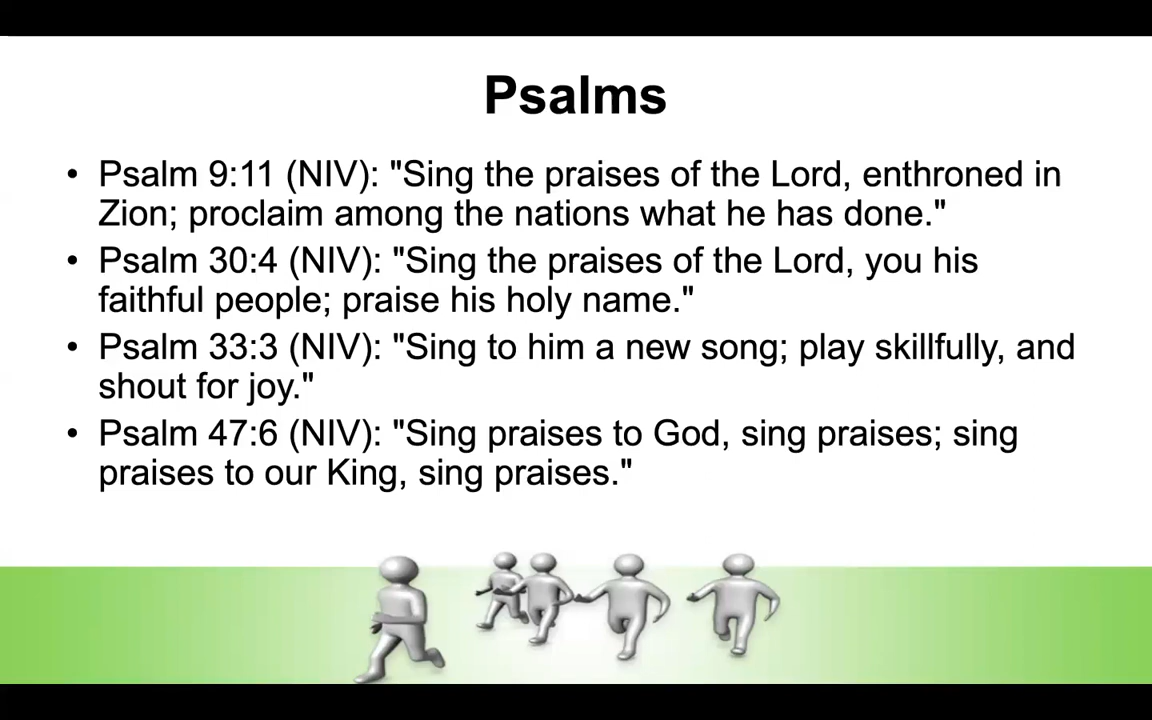 Psalms
• Psalm 9:11 (NIV): "Sing the praises of the Lord, enthroned in
Zion; proclaim among the nations what he has done."
• Psalm 30:4 (NIV): "Sing the praises of the Lord, you his
faithful people; praise his holy name."
• Psalm 33:3 (NIV): "Sing to him a new song; play skillfully, and
shout for joy."
• Psalm 47:6 (NIV): "Sing praises to God, sing praises; sing
praises to our King, sing praises."